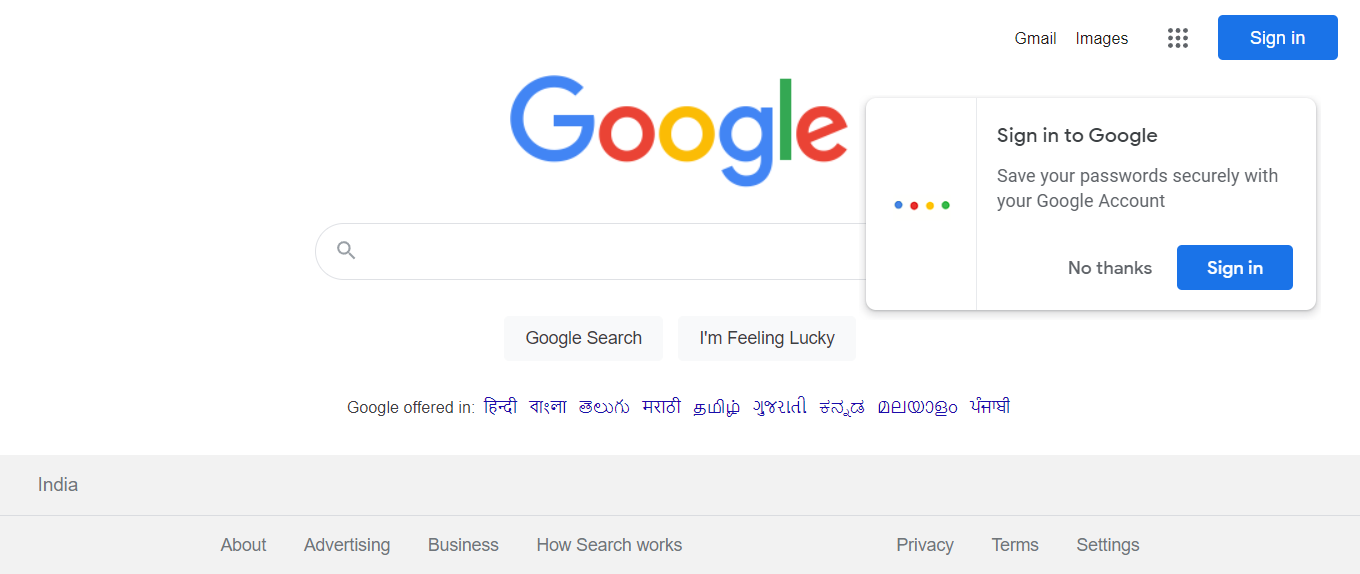 Gmail Images Sign in
Google
Sign in to Google
Save your passwords securely with
your Google Account
No thanks Sign in
Google Search I'm Feeling Lucky
Google offered in: हिन्दी বাংলা తెలుగు मराठी தமிழ் ગુજરાતી ಕನ್ನಡ മലയാളം ਪੰਜਾਬੀ
India
About Advertising Business How Search works Privacy Terms Settings